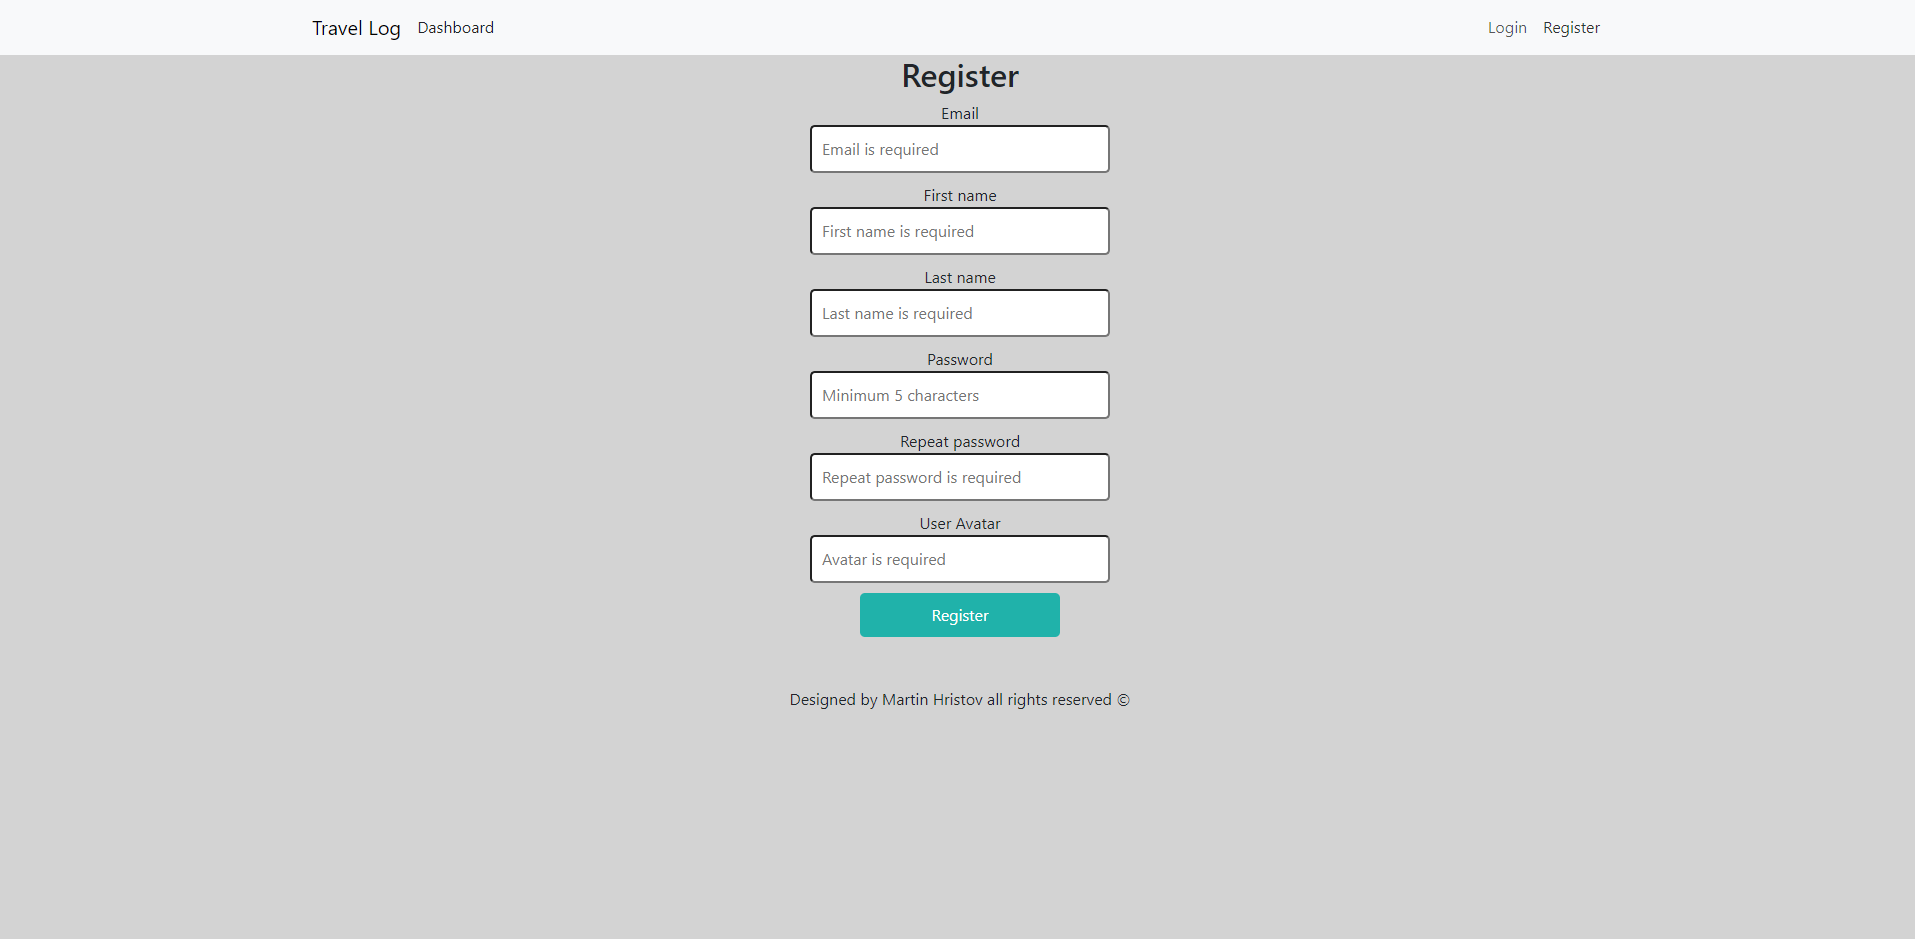 Travel Log Dashboard Login Register
Register
Email
Email is required
First name
First name is required
Last name
Last name is required
Password
Minimum 5 characters
Repeat password
Repeat password is required
User Avatar
Avatar is required
Register
Designed by Martin Hristov all rights reserved ©